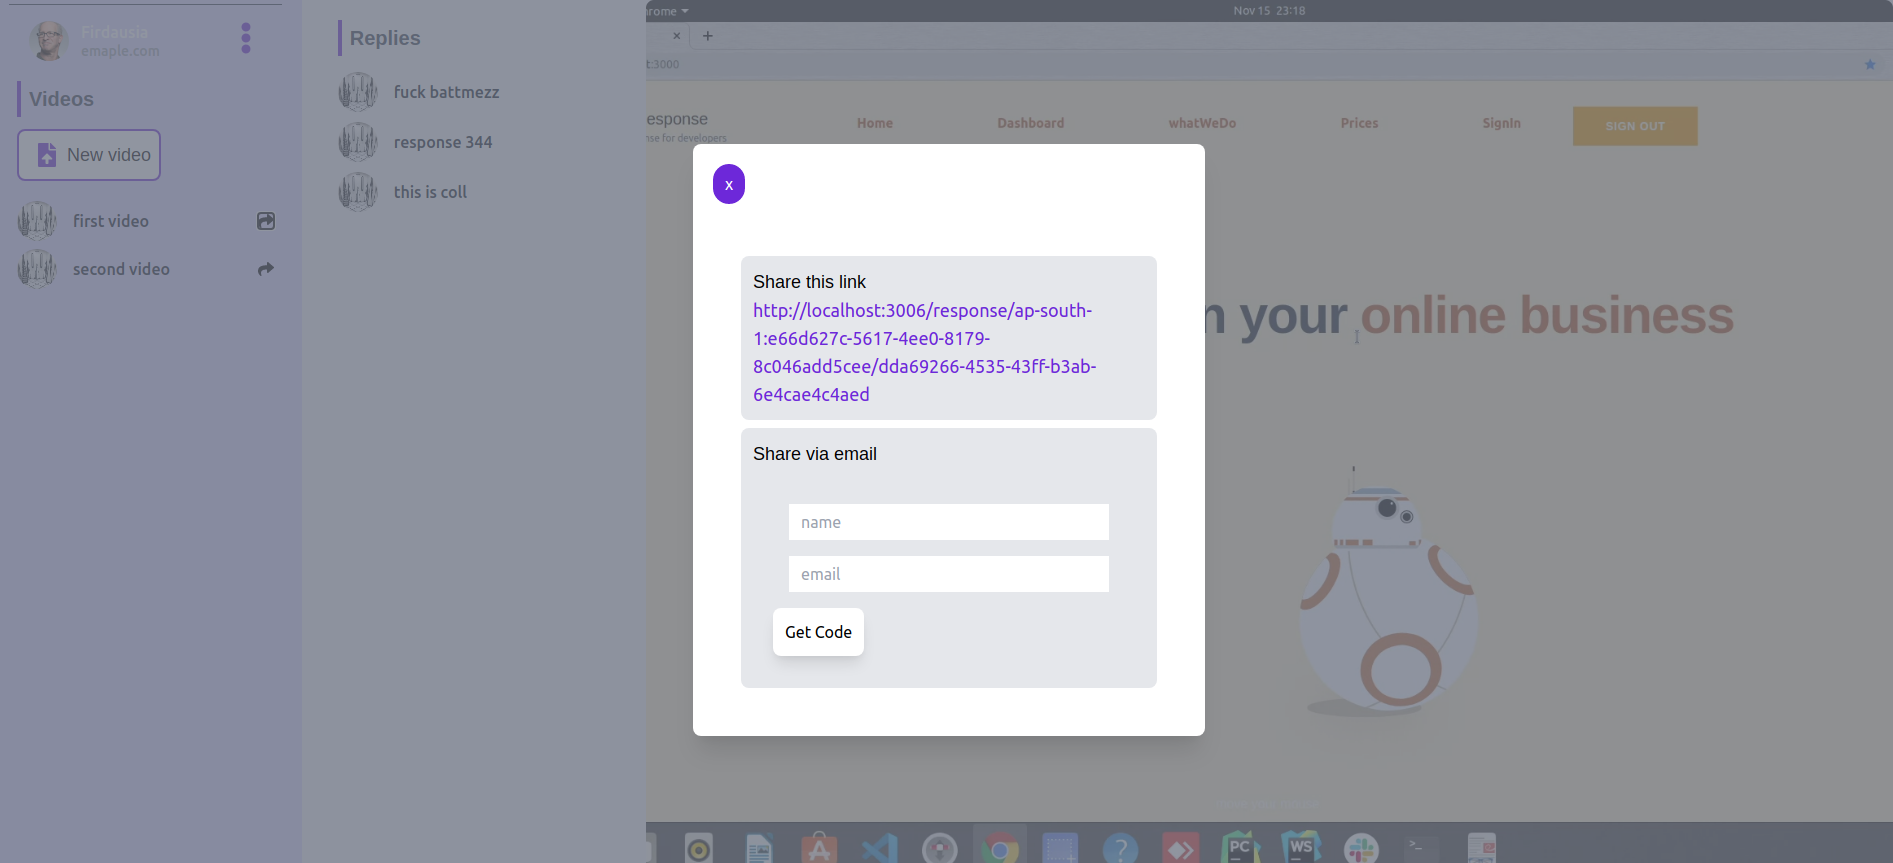 Firdausia
emaple.com
Videos
New video
first video
second video
Replies
fuck battmezz
response 344
this is coll
Nov 15 23:18
:3000
esponse
nse for developers
Home
Dashboard
whatWeDo
Prices
SignIn
SIGN OUT
n your online business
x
Share this link
http://localhost:3006/response/ap-south-
1:e66d627c-5617-4ee0-8179-
8c046add5cee/dda69266-4535-43ff-b3ab-
6e4cae4c4aed
Share via email
name
email
Get Code
PC
WS